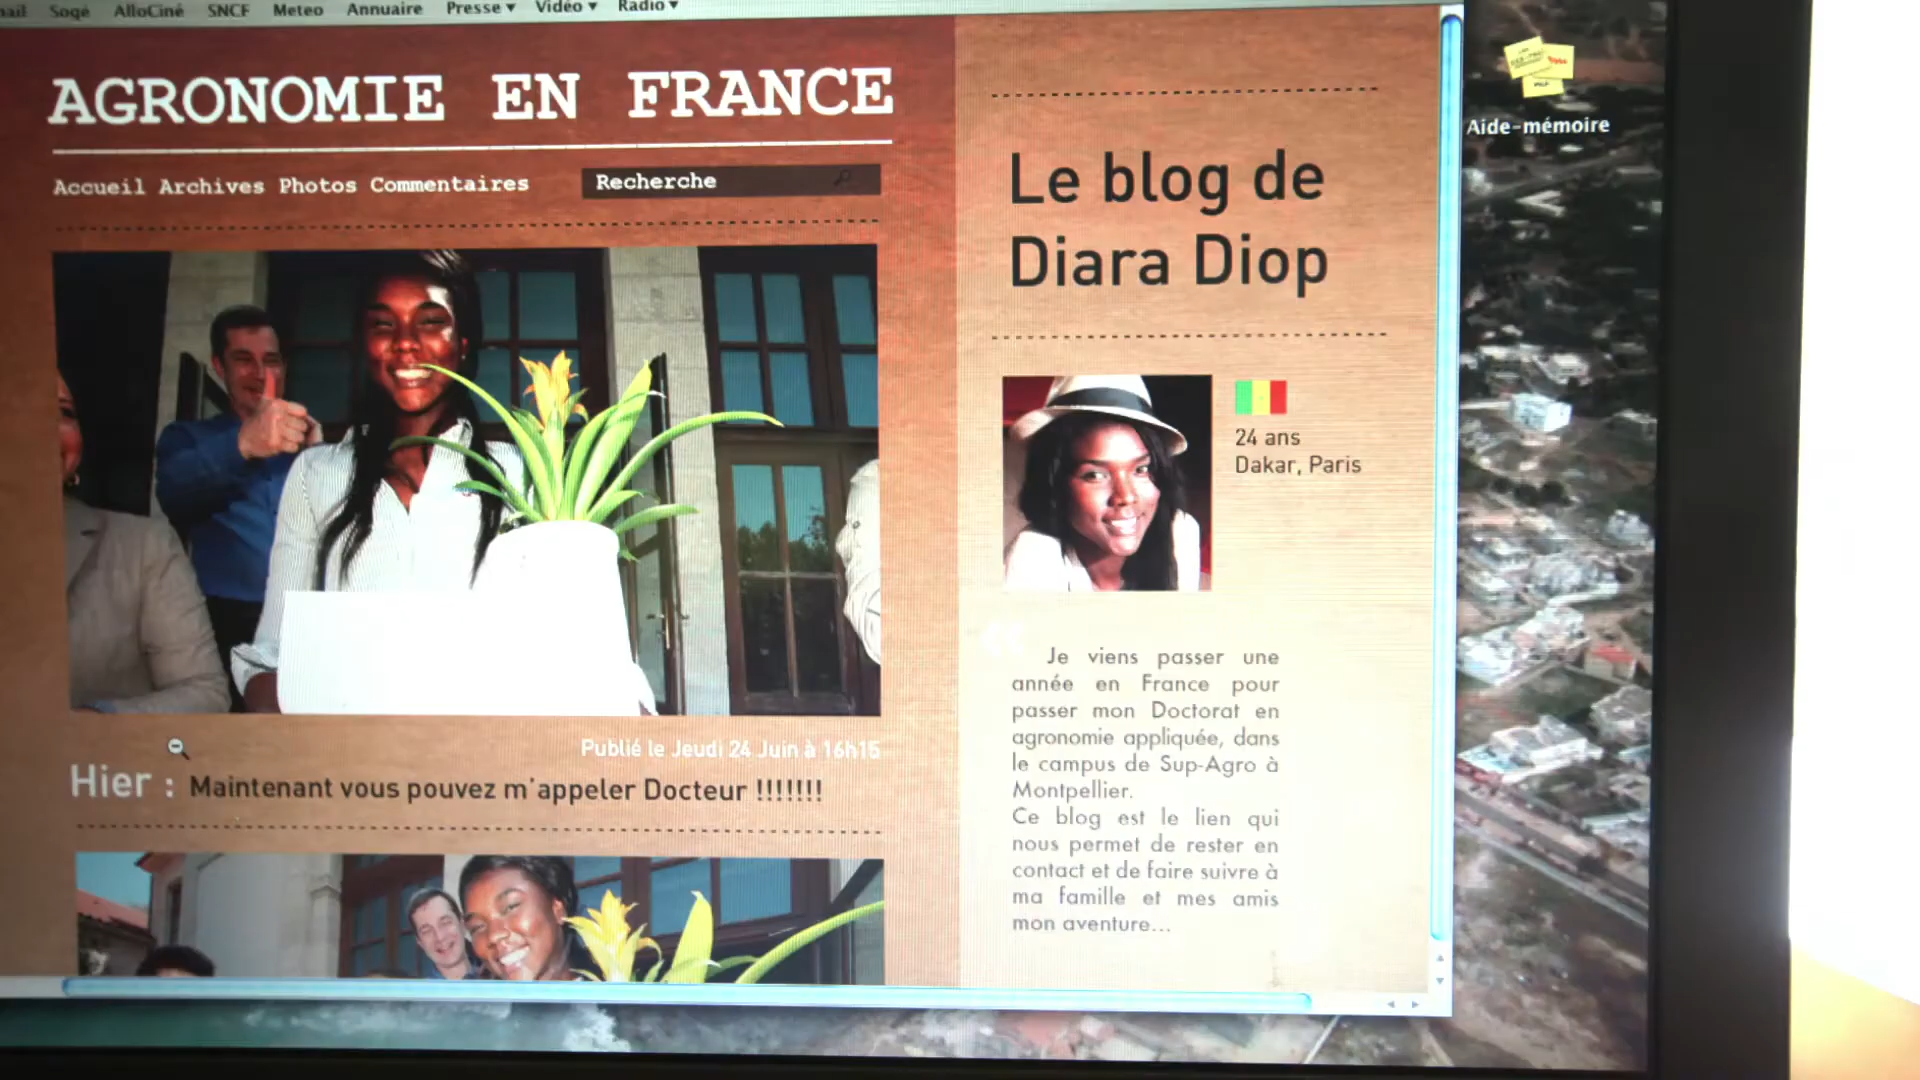 Sogé AlloCiné SNCF Meteo Annuaire Presse Vidéo Radio
AGRONOMIE EN FRANCE
Accueil Archives Photos Commentaires
Recherche
Publié le Jeudi 24 Juin à 16h15
Hier : Maintenant vous pouvez m'appeler Docteur !!!!!!!
Le blog de
Diara Diop
24 ans
Dakar, Paris
Je viens passer une
année en France pour
passer mon Doctorat en
agronomie appliquée, dans
le campus de Sup-Agro à
Montpellier.
Ce blog est le lien qui
nous permet de rester en
contact et de faire suivre à
ma famille et mes amis
mon aventure...
Aide-mémoire